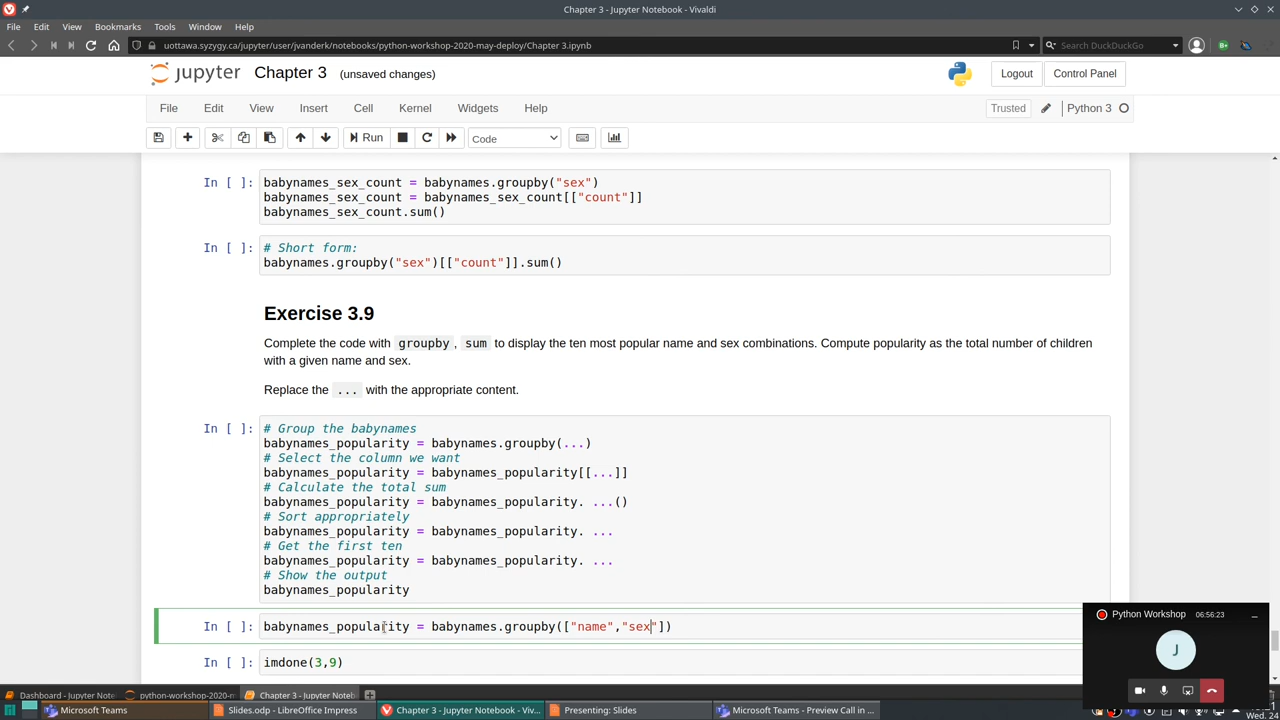 Chapter 3 - Jupyter Notebook - Vivaldi
File Edit View Bookmarks Tools Window Help
uottawa.syzygy.ca/jupyter/user/jvanderk/notebooks/python-workshop-2020-may-deploy/Chapter 3.ipynb
Search DuckDuckGo
jupyter Chapter 3 (unsaved changes)
Logout Control Panel
File Edit View Insert Cell Kernel Widgets Help
Trusted Python 3
Run Code
In [ ]: babynames_sex_count = babynames.groupby("sex")
babynames_sex_count = babynames_sex_count[["count"]]
babynames_sex_count.sum()
In [ ]: # Short form:
babynames.groupby("sex")[["count"]].sum()
Exercise 3.9
Complete the code with groupby, sum to display the ten most popular name and sex combinations. Compute popularity as the total number of children
with a given name and sex.
Replace the ... with the appropriate content.
In [ ]: # Group the babynames
babynames_popularity = babynames.groupby(...)
# Select the column we want
babynames_popularity = babynames_popularity[[...]]
# Calculate the total sum
babynames_popularity = babynames_popularity. ...()
# Sort appropriately
babynames_popularity = babynames_popularity. ...
# Get the first ten
babynames_popularity = babynames_popularity. ...
# Show the output
babynames_popularity
In [ ]: babynames_popularity = babynames.groupby(["name","sex"])
In [ ]: imdone(3,9)
Python Workshop 06:56:23
J
Dashboard - Jupyter Note python-workshop-2020-m Chapter 3 - Jupyter Noteb
Microsoft Teams Slides.odp - LibreOffice Impress Chapter 3 - Jupyter Notebook - Viv... Presenting: Slides Microsoft Teams - Preview Call in ...
Wed. 24